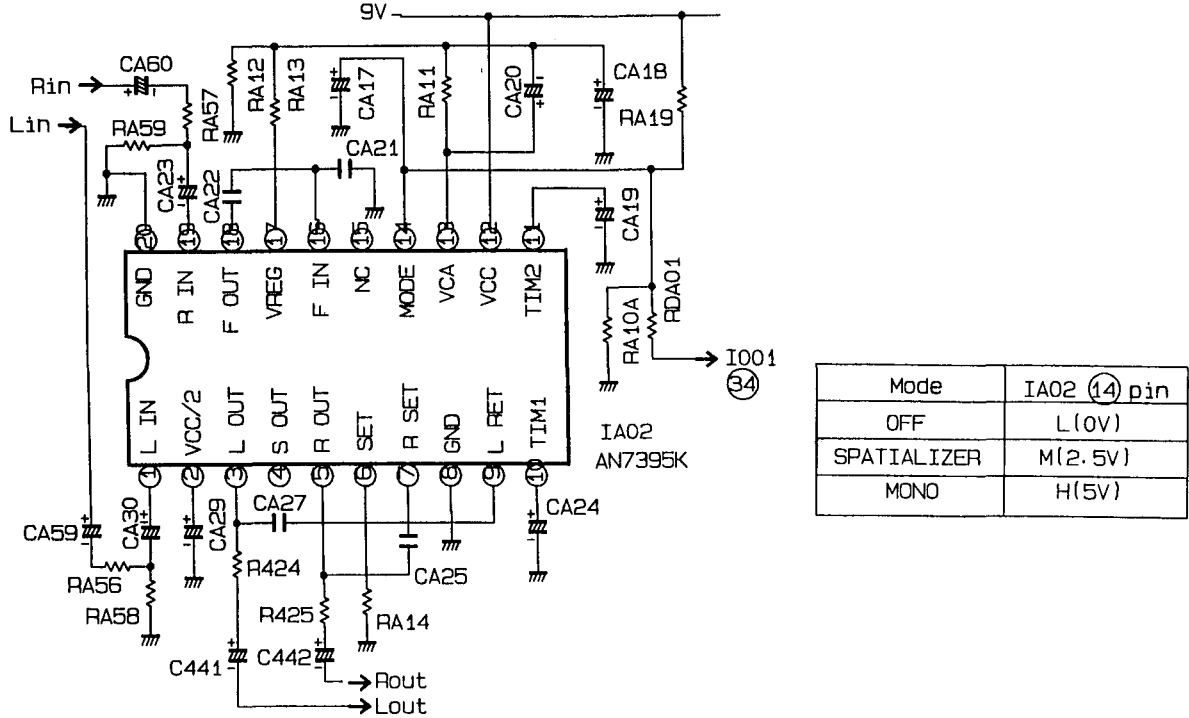 9V
CA60
Rin
Lin
RA57
RA59
CA23
CA22
RA12
RA13
CA17
RA11
CA20
CA18
RA19
CA21
CA19
20 19 18 17 16 15 14 13 12 11
GND R IN F OUT VREG F IN NC MODE VCA VCC TIM2
RA10A
RDA01
I001
34
L IN VCC/2 L OUT S OUT R OUT SET R SET GND L RET TIM1
IA02
AN7395K
1 2 3 4 5 6 7 8 9 10
CA59
CA30
CA29
CA27
CA24
RA56
RA58
R424
CA25
R425
RA14
C441
C442
Rout
Lout
Mode IA02 14 pin
OFF L(0V)
SPATIALIZER M(2.5V)
MONO H(5V)